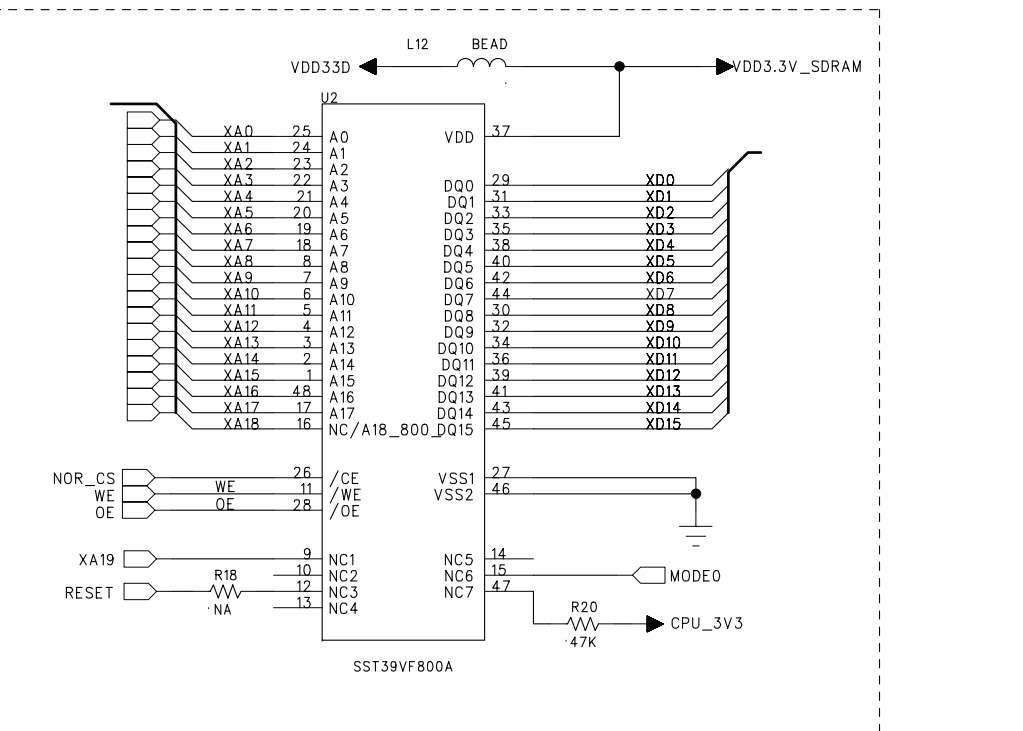 L12 BEAD
VDD33D VDD3.3V_SDRAM
U2
XA0 25 A0 VDD 37
XA1 24 A1
XA2 23 A2
XA3 22 A3 DQ0 29 XD0
XA4 21 A4 DQ1 31 XD1
XA5 20 A5 DQ2 33 XD2
XA6 19 A6 DQ3 35 XD3
XA7 18 A7 DQ4 38 XD4
XA8 8 A8 DQ5 40 XD5
XA9 7 A9 DQ6 42 XD6
XA10 6 A10 DQ7 44 XD7
XA11 5 A11 DQ8 30 XD8
XA12 4 A12 DQ9 32 XD9
XA13 3 A13 DQ10 34 XD10
XA14 2 A14 DQ11 36 XD11
XA15 1 A15 DQ12 39 XD12
XA16 48 A16 DQ13 41 XD13
XA17 17 A17 DQ14 43 XD14
XA18 16 NC/A18_800_DQ15 45 XD15
NOR_CS 26 /CE VSS1 27
WE WE 11 /WE VSS2 46
OE OE 28 /OE
XA19 9 NC1 NC5 14
10 NC2 NC6 15 MODE0
RESET R18 12 NC3 NC7 47
NA 13 NC4 R20
CPU_3V3
47K
SST39VF800A